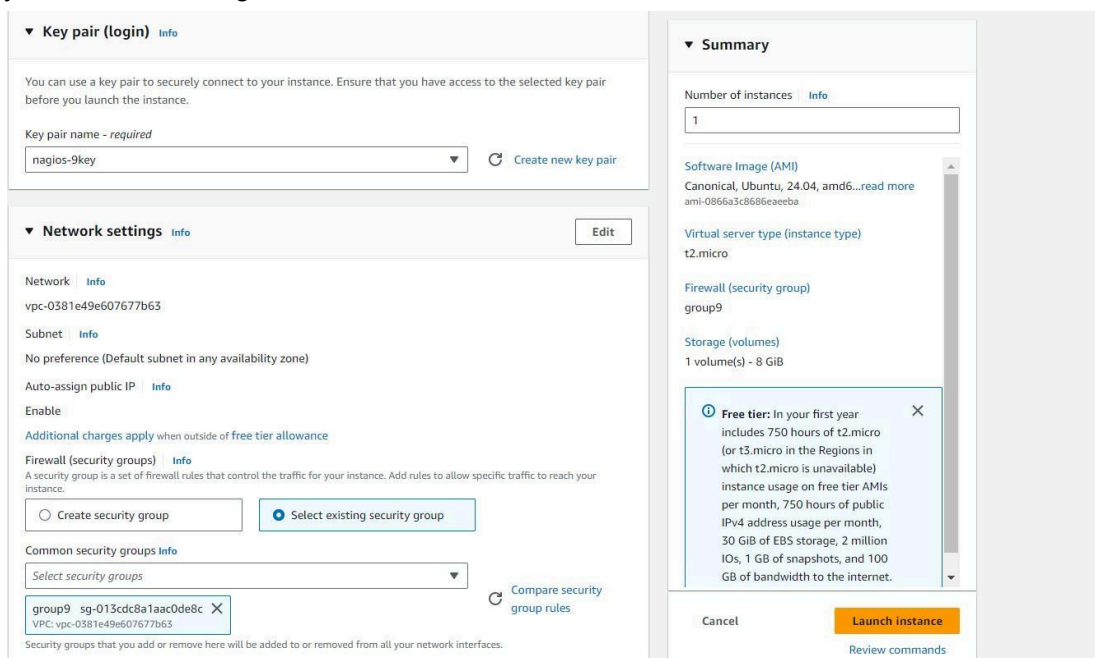 Key pair (login) Info
You can use a key pair to securely connect to your instance. Ensure that you have access to the selected key pair
before you launch the instance.
Key pair name - required
nagios-9key
Create new key pair
Network settings Info
Edit
Network Info
vpc-0381e49e607677b63
Subnet Info
No preference (Default subnet in any availability zone)
Auto-assign public IP Info
Enable
Additional charges apply when outside of free tier allowance
Firewall (security groups) Info
A security group is a set of firewall rules that control the traffic for your instance. Add rules to allow specific traffic to reach your
instance.
Create security group
Select existing security group
Common security groups Info
Select security groups
group9 sg-013cdc8a1aac0de8c
VPC: vpc-0381e49e607677b63
Compare security
group rules
Security groups that you add or remove here will be added to or removed from all your network interfaces.
Summary
Number of instances Info
1
Software Image (AMI)
Canonical, Ubuntu, 24.04, amd6...read more
ami-0866a3c8686eaeeba
Virtual server type (instance type)
t2.micro
Firewall (security group)
group9
Storage (volumes)
1 volume(s) - 8 GiB
Free tier: In your first year
includes 750 hours of t2.micro
(or t3.micro in the Regions in
which t2.micro is unavailable)
instance usage on free tier AMIs
per month, 750 hours of public
IPv4 address usage per month,
30 GiB of EBS storage, 2 million
IOs, 1 GB of snapshots, and 100
GB of bandwidth to the internet.
Cancel
Launch instance
Review commands